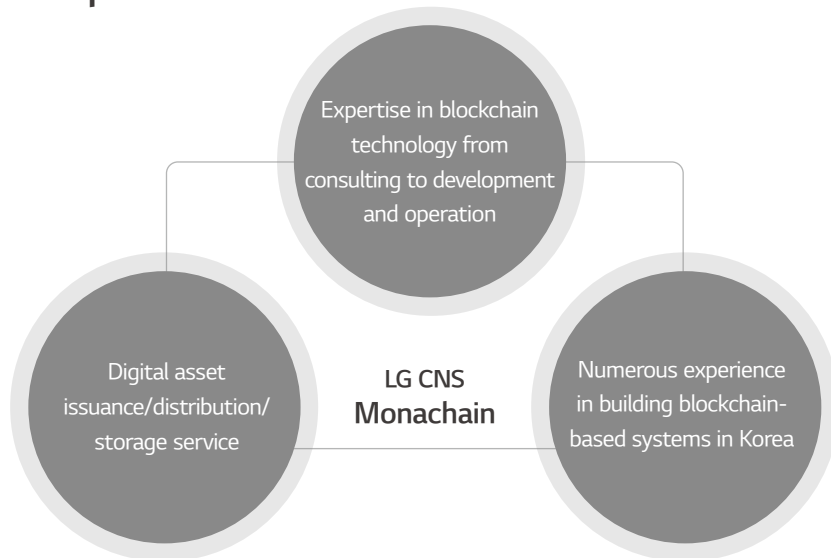 Expertise in blockchain
technology from
consulting to development
and operation
Digital asset
issuance/distribution/
storage service
LG CNS
Monachain
Numerous experience
in building blockchain-
based systems in Korea